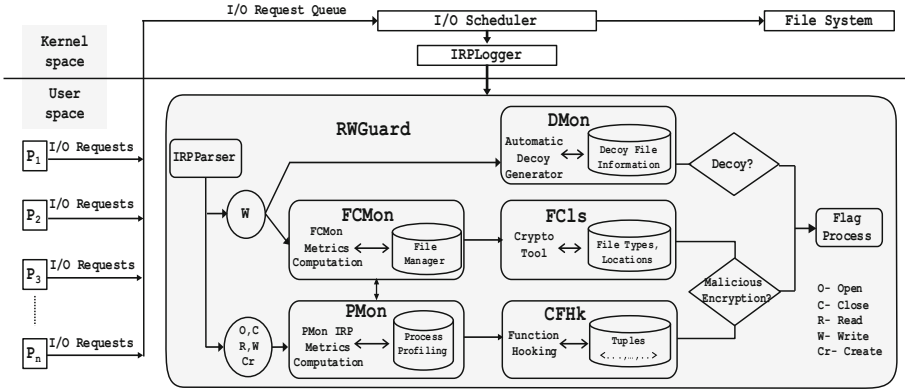 I/O Request Queue
I/O Scheduler
File System
Kernel
space
IRPLogger
User
space
RWGuard
DMon
Automatic
Decoy
Generator
Decoy File
Information
Decoy?
IRPParser
P1
I/O Requests
P2
I/O Requests
P3
I/O Requests
Pn
I/O Requests
W
FCMon
FCMon
Metrics
Computation
File
Manager
FCls
Crypto
Tool
File Types,
Locations
Flag
Process
Malicious
Encryption?
O,C
R,W
Cr
PMon
PMon IRP
Metrics
Computation
Process
Profiling
CFHk
Function
Hooking
Tuples
<..,…,..>
O- Open
C- Close
R- Read
W- Write
Cr- Create